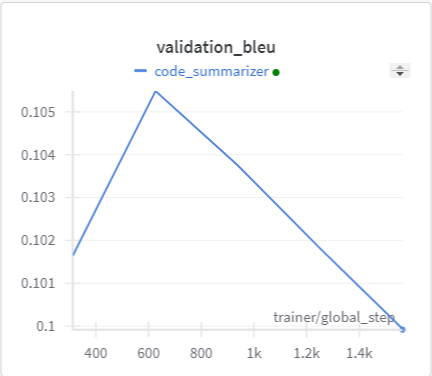 validation_bleu
code_summarizer
0.105
0.104
0.103
0.102
0.101
0.1
trainer/global_step
400 600 800 1k 1.2k 1.4k